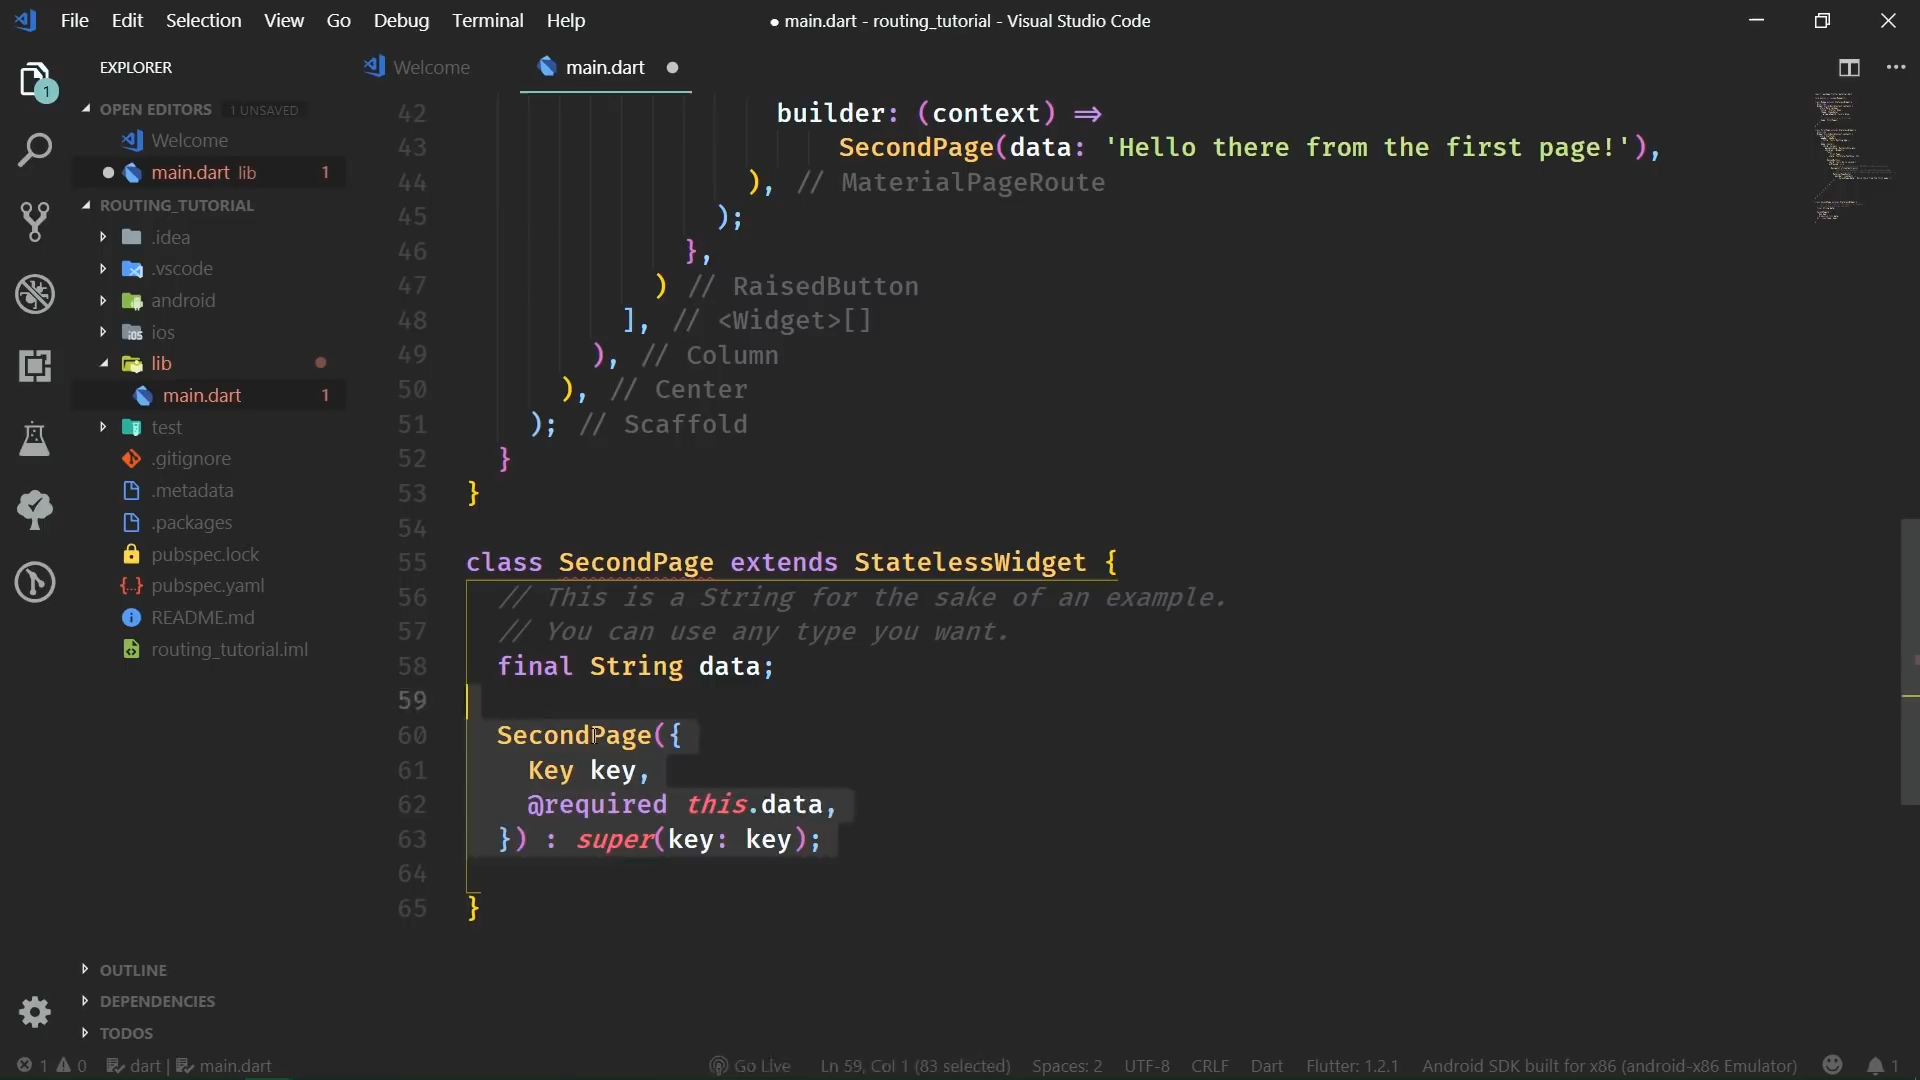 File Edit Selection View Go Debug Terminal Help
● main.dart - routing_tutorial - Visual Studio Code
EXPLORER
Welcome
main.dart
1
OPEN EDITORS 1 UNSAVED
Welcome
main.dart lib 1
ROUTING_TUTORIAL
.idea
.vscode
android
ios
lib
main.dart 1
test
.gitignore
.metadata
.packages
pubspec.lock
pubspec.yaml
README.md
routing_tutorial.iml
OUTLINE
DEPENDENCIES
TODOS
42 builder: (context) =>
43 SecondPage(data: 'Hello there from the first page!'),
44 ), // MaterialPageRoute
45 );
46 },
47 ) // RaisedButton
48 ], // <Widget>[]
49 ), // Column
50 ), // Center
51 ); // Scaffold
52 }
53 }
54
55 class SecondPage extends StatelessWidget {
56 // This is a String for the sake of an example.
57 // You can use any type you want.
58 final String data;
59
60 SecondPage({
61 Key key,
62 @required this.data,
63 }) : super(key: key);
64
65 }
1 0 dart | main.dart Go Live Ln 59, Col 1 (83 selected) Spaces: 2 UTF-8 CRLF Dart Flutter: 1.2.1 Android SDK built for x86 (android-x86 Emulator) 1